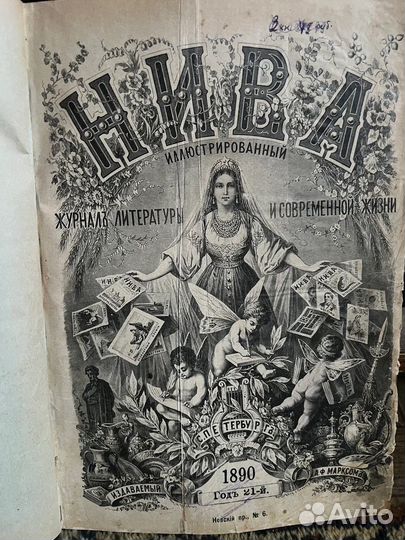 НИВА
ИЛЛЮСТРИРОВАННЫЙ
ЖУРНАЛЪ ЛИТЕРАТУРЫ И СОВРЕМЕННОЙ ЖИЗНИ
С.ПЕТЕРБУРГЪ
1890
ГОДЪ 21-Й.
ИЗДАВАЕМЫЙ А.Ф. МАРКСОМЪ
Невскій пр., № 6.
Avito